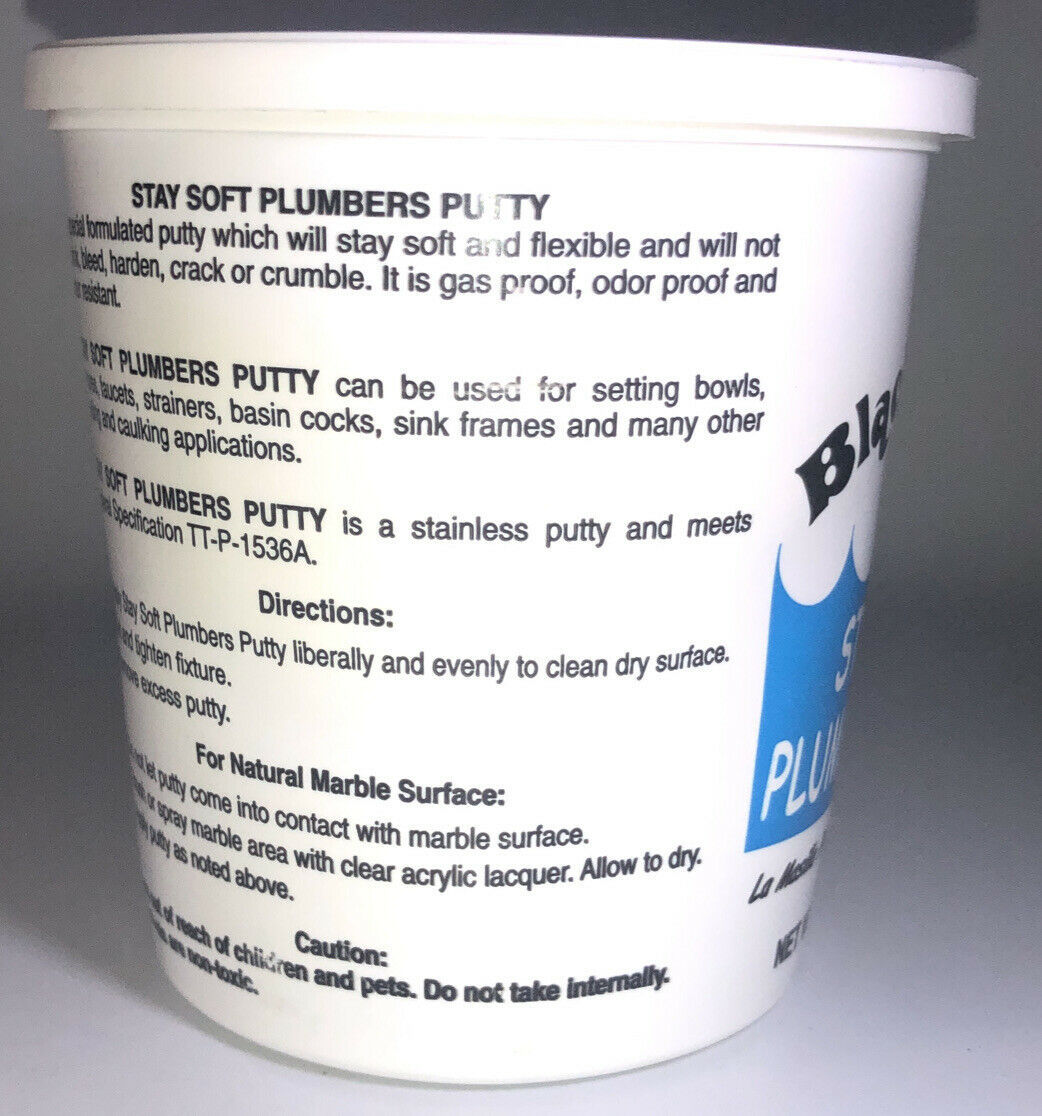 STAY SOFT PLUMBERS PUTTY
formulated putty which will stay soft and flexible and will not
bleed, harden, crack or crumble. It is gas proof, odor proof and
resistant.
SOFT PLUMBERS PUTTY can be used for setting bowls,
faucets, strainers, basin cocks, sink frames and many other
and caulking applications.
SOFT PLUMBERS PUTTY is a stainless putty and meets
Specification TT-P-1536A.
Directions:
Stay Soft Plumbers Putty liberally and evenly to clean dry surface.
and tighten fixture.
excess putty.
For Natural Marble Surface:
let putty come into contact with marble surface.
or spray marble area with clear acrylic lacquer. Allow to dry.
putty as noted above.
Caution:
of reach of children and pets. Do not take internally.
are non-toxic.
Bla
ST
PLUM
La
NET